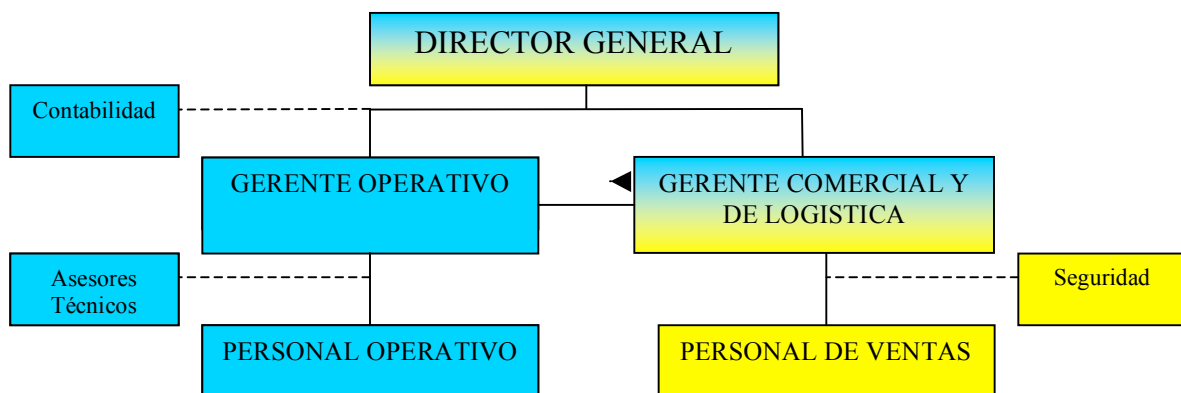 DIRECTOR GENERAL
Contabilidad
GERENTE OPERATIVO
GERENTE COMERCIAL Y
DE LOGISTICA
Asesores
Técnicos
Seguridad
PERSONAL OPERATIVO
PERSONAL DE VENTAS